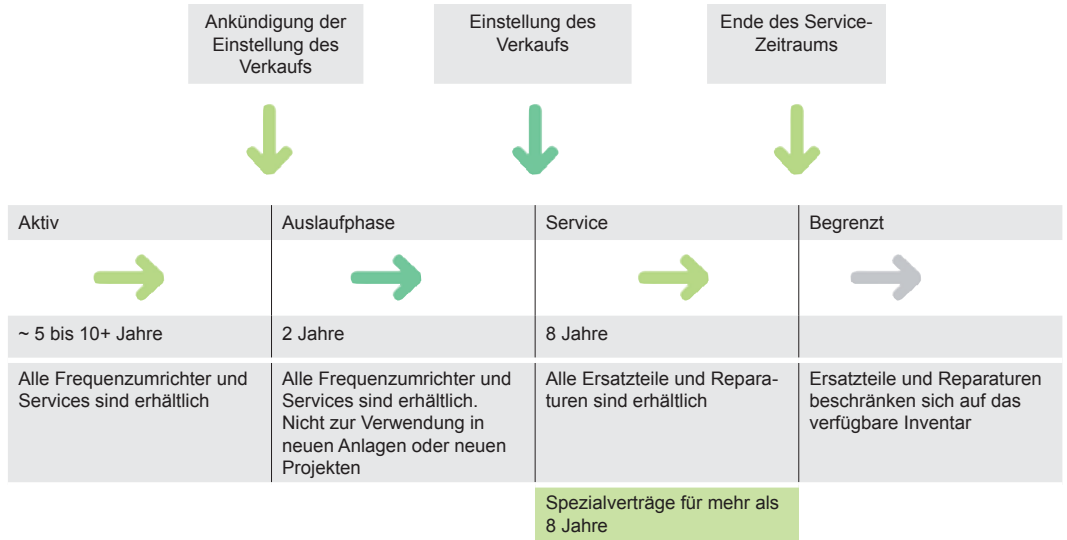 Ankündigung der
Einstellung des
Verkaufs
Einstellung des
Verkaufs
Ende des Service-
Zeitraums
Aktiv
Auslaufphase
Service
Begrenzt
~ 5 bis 10+ Jahre
2 Jahre
8 Jahre
Alle Frequenzumrichter und
Services sind erhältlich
Alle Frequenzumrichter und
Services sind erhältlich.
Nicht zur Verwendung in
neuen Anlagen oder neuen
Projekten
Alle Ersatzteile und Repara-
turen sind erhältlich
Ersatzteile und Reparaturen
beschränken sich auf das
verfügbare Inventar
Spezialverträge für mehr als
8 Jahre